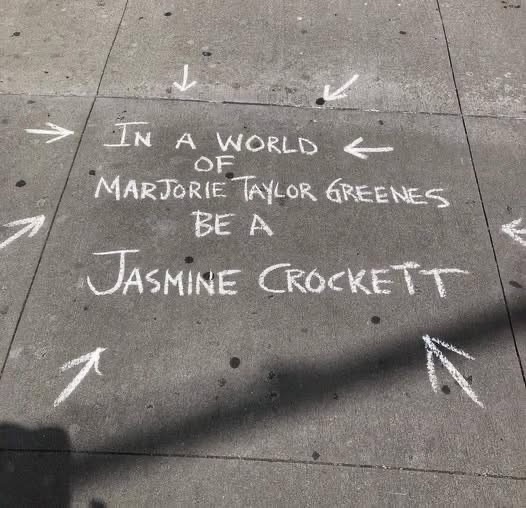 IN A WORLD
OF
MARJORIE TAYLOR GREENES
BE A
JASMINE CROCKETT